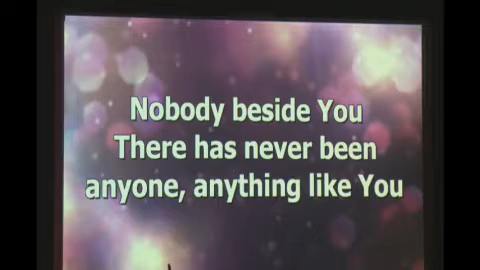 Nobody beside You
There has never been
anyone, anything like You